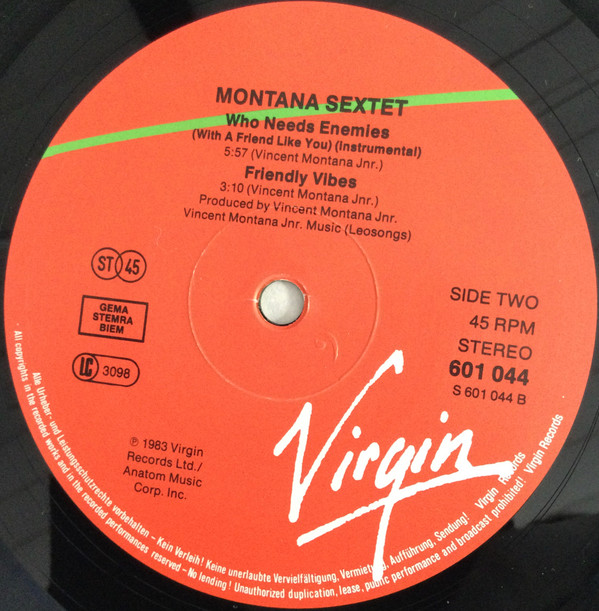 MONTANA SEXTET
Who Needs Enemies
(With A Friend Like You) (Instrumental)
5:57 (Vincent Montana Jnr.)
Friendly Vibes
3:10 (Vincent Montana Jnr.)
Produced by Vincent Montana Jnr.
Vincent Montana Jnr. Music (Leosongs)
ST 45
GEMA
STEMRA
BIEM
LC 3098
SIDE TWO
45 RPM
STEREO
601 044
S 601 044 B
℗ 1983 Virgin
Records Ltd./
Anatom Music
Corp. Inc.
Virgin
Alle Urheber- und Leistungsschutzrechte vorbehalten – Kein Verleih! Keine unerlaubte Vervielfältigung, Vermietung, Aufführung, Sendung! Virgin Records
All copyrights in the recorded works and in the recorded performances reserved – No lending! Unauthorized duplication, lease, public performance and broadcast prohibited! Virgin Records